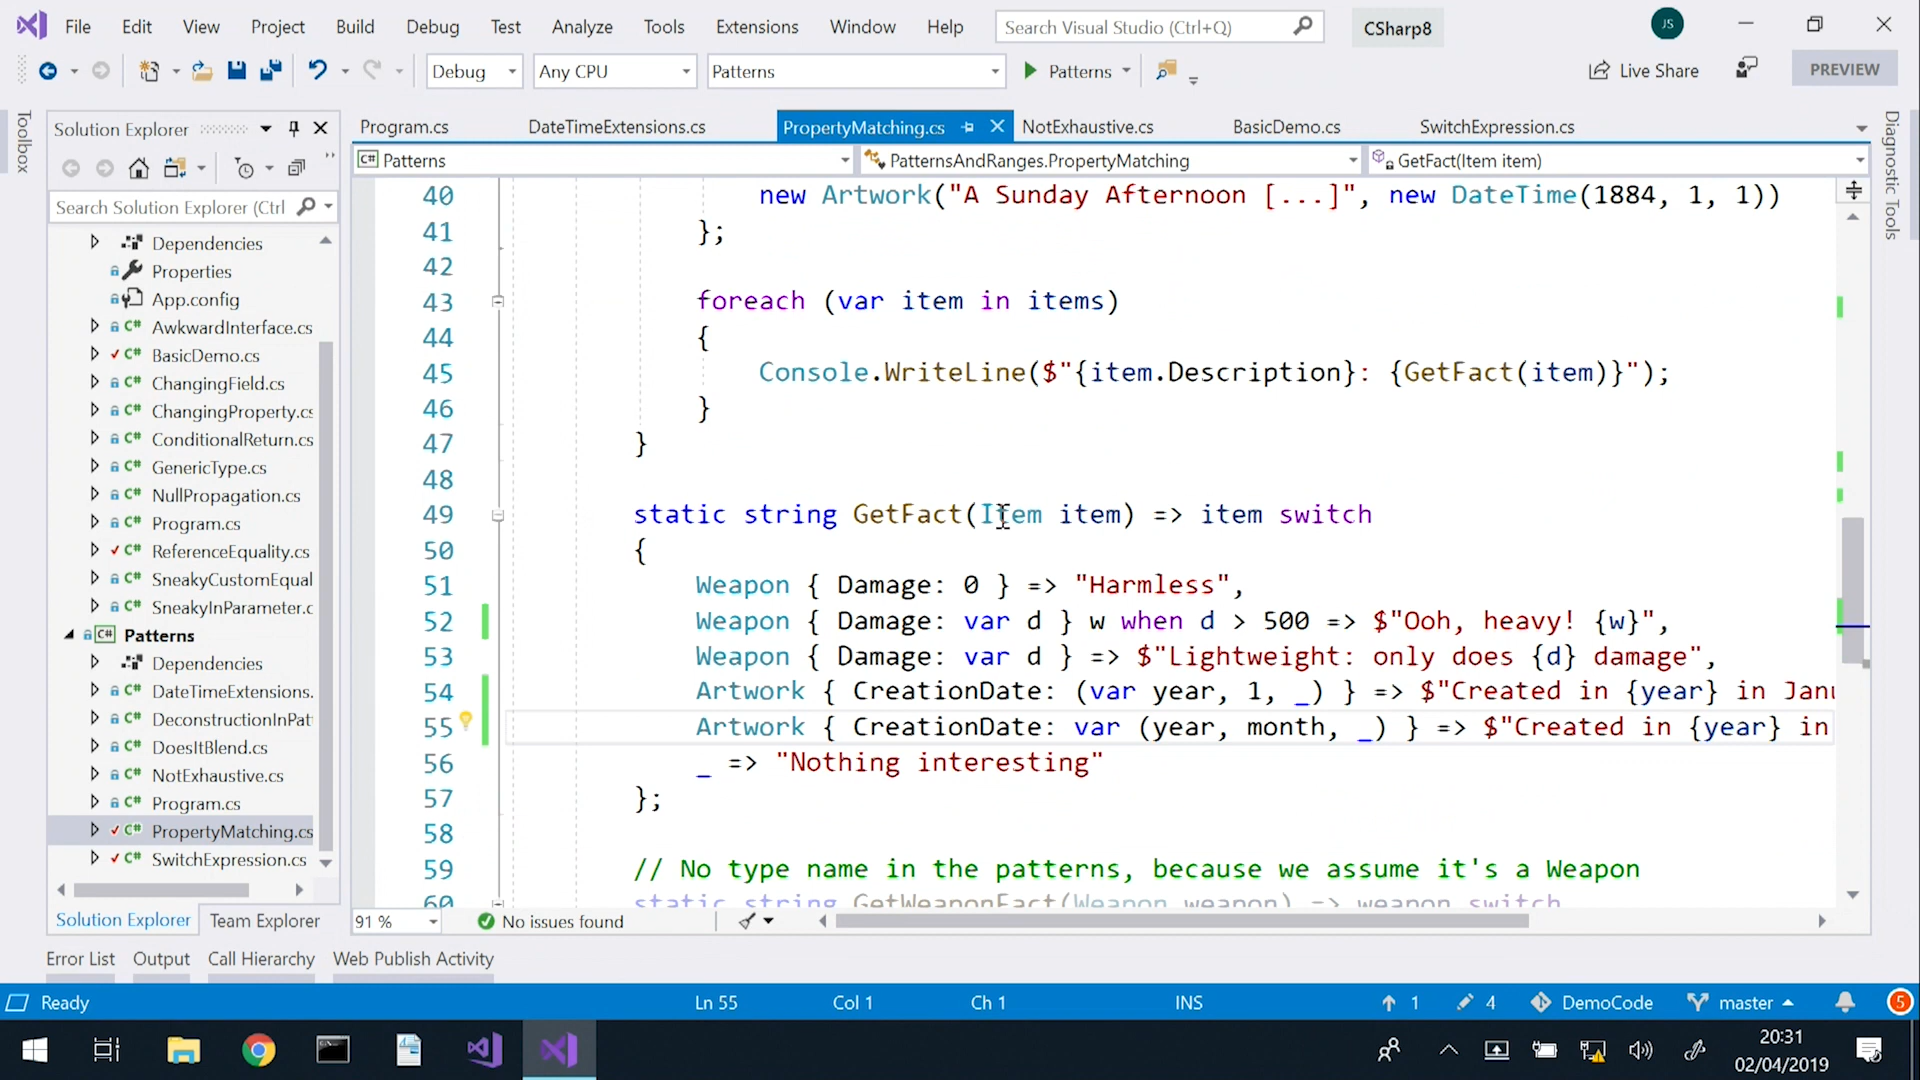 File Edit View Project Build Debug Test Analyze Tools Extensions Window Help Search Visual Studio (Ctrl+Q) CSharp8 JS
Debug Any CPU Patterns Patterns Live Share PREVIEW
Toolbox
Solution Explorer
Search Solution Explorer (Ctrl
Dependencies
Properties
App.config
C# AwkwardInterface.cs
C# BasicDemo.cs
C# ChangingField.cs
C# ChangingProperty.cs
C# ConditionalReturn.cs
C# GenericType.cs
C# NullPropagation.cs
C# Program.cs
C# ReferenceEquality.cs
C# SneakyCustomEqual
C# SneakyInParameter.c
C# Patterns
Dependencies
C# DateTimeExtensions.
C# DeconstructionInPat
C# DoesItBlend.cs
C# NotExhaustive.cs
C# Program.cs
C# PropertyMatching.cs
C# SwitchExpression.cs
Solution Explorer Team Explorer
Program.cs DateTimeExtensions.cs PropertyMatching.cs NotExhaustive.cs BasicDemo.cs SwitchExpression.cs
C# Patterns PatternsAndRanges.PropertyMatching GetFact(Item item)
40 new Artwork("A Sunday Afternoon [...]", new DateTime(1884, 1, 1))
41 };
42
43 foreach (var item in items)
44 {
45 Console.WriteLine($"{item.Description}: {GetFact(item)}");
46 }
47 }
48
49 static string GetFact(Item item) => item switch
50 {
51 Weapon { Damage: 0 } => "Harmless",
52 Weapon { Damage: var d } w when d > 500 => $"Ooh, heavy! {w}",
53 Weapon { Damage: var d } => $"Lightweight: only does {d} damage",
54 Artwork { CreationDate: (var year, 1, _) } => $"Created in {year} in Janu
55 Artwork { CreationDate: var (year, month, _) } => $"Created in {year} in
56 _ => "Nothing interesting"
57 };
58
59 // No type name in the patterns, because we assume it's a Weapon
60 static string GetWeaponFact(Weapon weapon) => weapon switch
91 % No issues found
Diagnostic Tools
Error List Output Call Hierarchy Web Publish Activity
Ready Ln 55 Col 1 Ch 1 INS 1 4 DemoCode master 5
20:31
02/04/2019